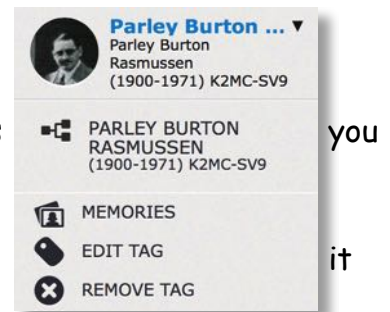 Parley Burton ... ▼
Parley Burton
Rasmussen
(1900-1971) K2MC-SV9
PARLEY BURTON you
RASMUSSEN
(1900-1971) K2MC-SV9
MEMORIES
EDIT TAG it
REMOVE TAG